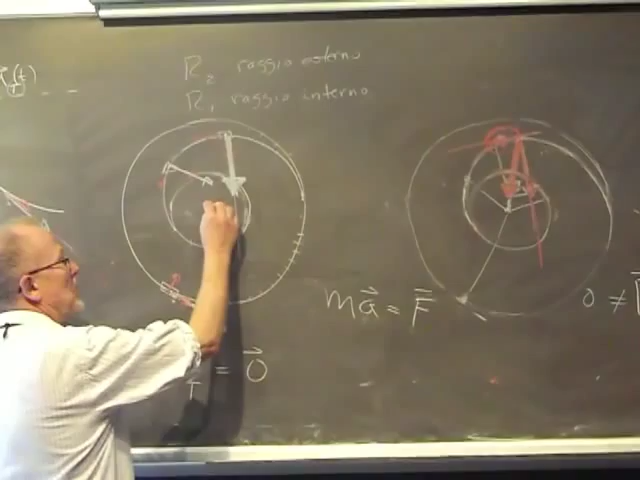 R₂ raggio esterno
R₁ raggio interno
ma⃗ = F⃗
0 ≠
= 0⃗